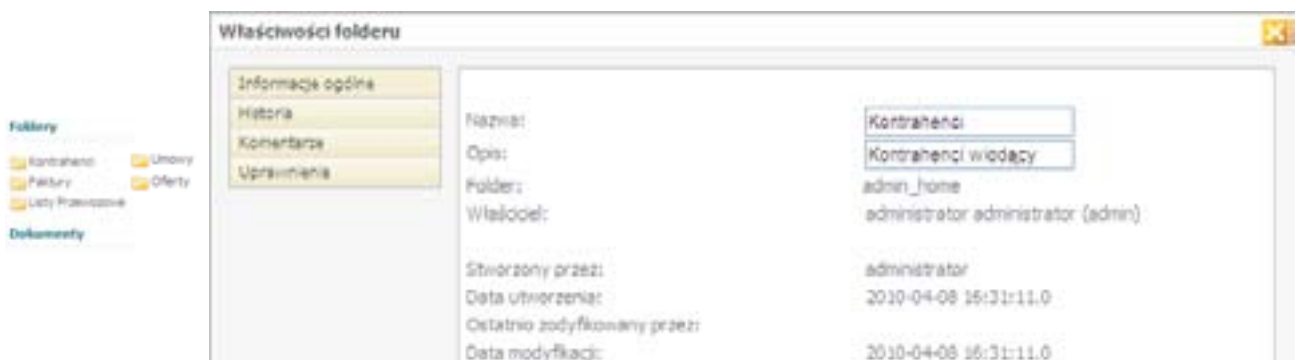 Właściwości folderu
Informacje ogólne
Historia
Komentarze
Uprawnienia
Foldery
Kontrahenci
Umowy
Faktury
Oferty
Listy Przewozowe
Dokumenty
Nazwa: Kontrahenci
Opis: Kontrahenci wiodący
Folder: admin_home
Właściciel: administrator administrator (admin)
Stworzony przez: administrator
Data utworzenia: 2010-04-08 16:31:11.0
Ostatnio zodyfikowany przez:
Data modyfikacji: 2010-04-08 16:31:11.0